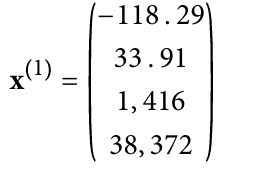 x(1) =
−118 . 29
33 . 91
1, 416
38, 372